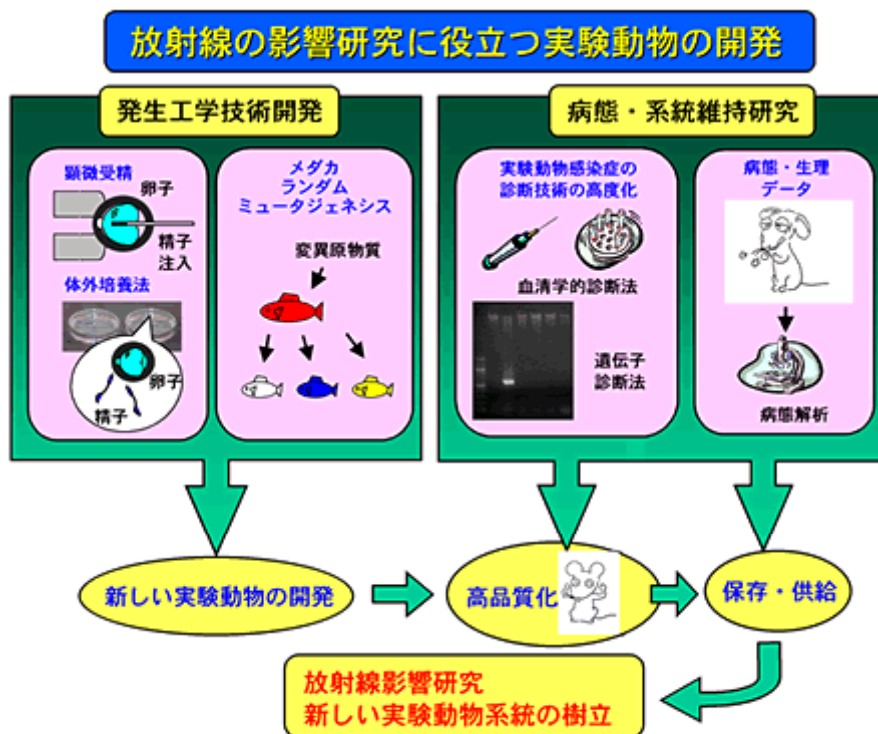 放射線の影響研究に役立つ実験動物の開発
発生工学技術開発
顕微受精
卵子
精子
注入
体外培養法
卵子
精子
メダカ
ランダム
ミュータジェネシス
変異原物質
病態・系統維持研究
実験動物感染症の
診断技術の高度化
血清学的診断法
遺伝子
診断法
病態・生理
データ
病態解析
新しい実験動物の開発
高品質化
保存・供給
放射線影響研究
新しい実験動物系統の樹立